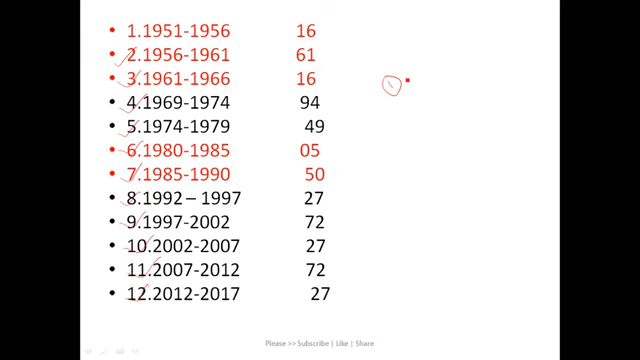 • 1.1951-1956 16
• 2.1956-1961 61
• 3.1961-1966 16
• 4.1969-1974 94
• 5.1974-1979 49
• 6.1980-1985 05
• 7.1985-1990 50
• 8.1992 – 1997 27
• 9.1997-2002 72
• 10.2002-2007 27
• 11.2007-2012 72
• 12.2012-2017 27
Please >> Subscribe | Like | Share